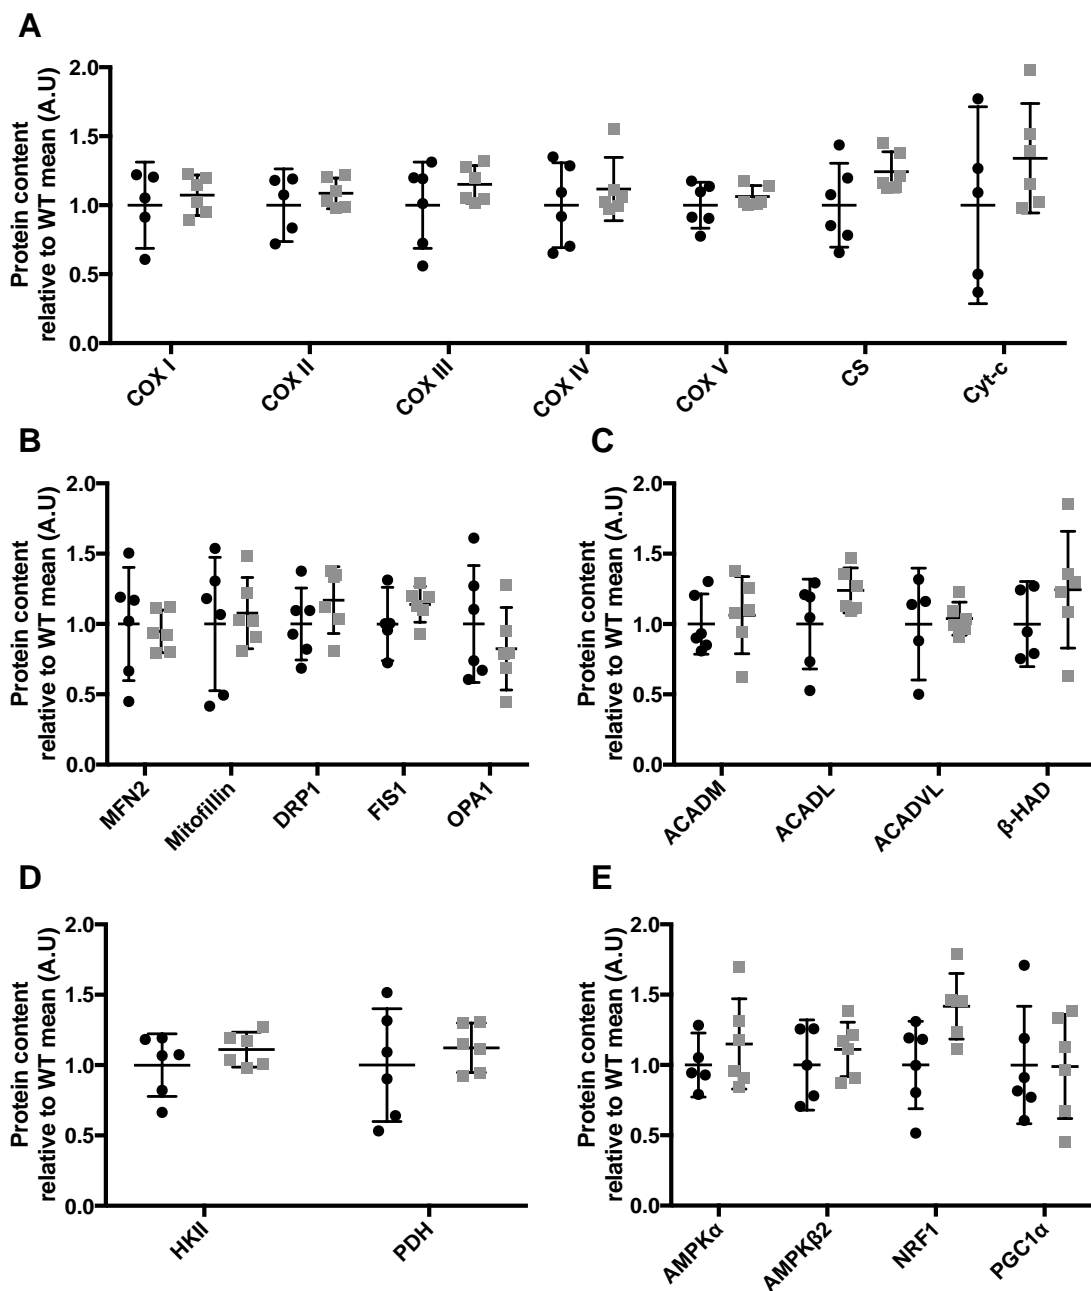 A
Protein content
relative to WT mean (A.U)
2.0
1.5
1.0
0.5
0.0
COX I
COX II
COX III
COX IV
COX V
CS
Cyt-c
B
Protein content
relative to WT mean (A.U)
2.0
1.5
1.0
0.5
0.0
MFN2
Mitofillin
DRP1
FIS1
OPA1
C
Protein content
relative to WT mean (A.U)
2.0
1.5
1.0
0.5
0.0
ACADM
ACADL
ACADVL
β-HAD
D
Protein content
relative to WT mean (A.U)
2.0
1.5
1.0
0.5
0.0
HKII
PDH
E
Protein content
relative to WT mean (A.U)
2.0
1.5
1.0
0.5
0.0
AMPKα
AMPKβ2
NRF1
PGC1α